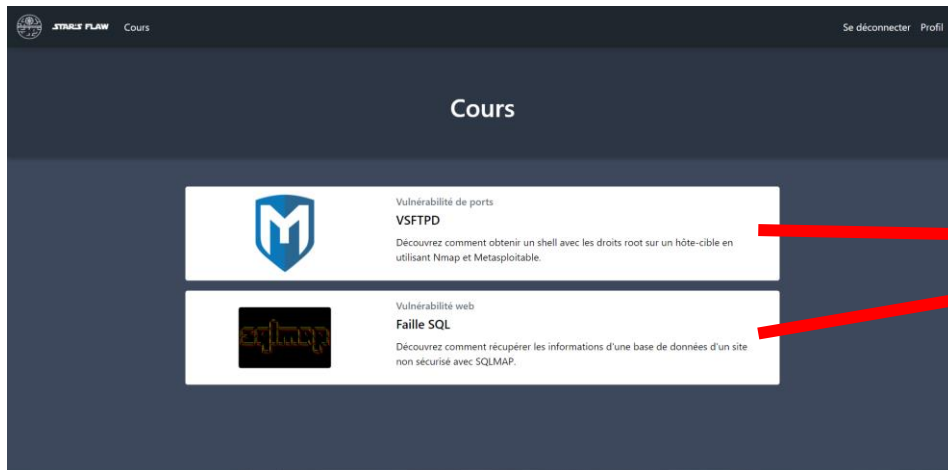 STAR:S FLAW Cours Se déconnecter Profil
Cours
Vulnérabilité de ports
VSFTPD
Découvrez comment obtenir un shell avec les droits root sur un hôte-cible en
utilisant Nmap et Metasploitable.
sqlmap
Vulnérabilité web
Faille SQL
Découvrez comment récupérer les informations d'une base de données d'un site
non sécurisé avec SQLMAP.